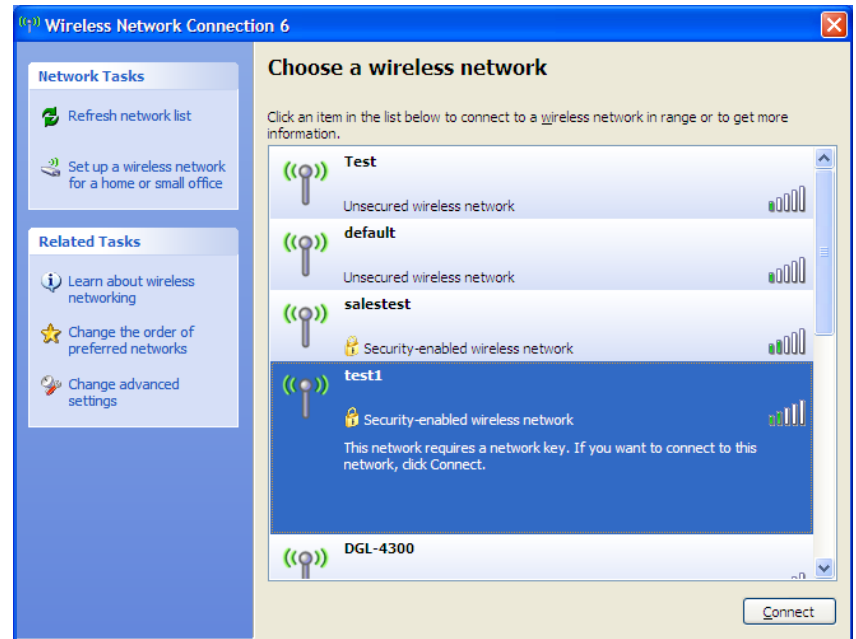 Wireless Network Connection 6
Network Tasks
Refresh network list
Set up a wireless network
for a home or small office
Related Tasks
Learn about wireless
networking
Change the order of
preferred networks
Change advanced
settings
Choose a wireless network
Click an item in the list below to connect to a wireless network in range or to get more
information.
Test
Unsecured wireless network
default
Unsecured wireless network
salestest
Security-enabled wireless network
test1
Security-enabled wireless network
This network requires a network key. If you want to connect to this
network, click Connect.
DGL-4300
Connect